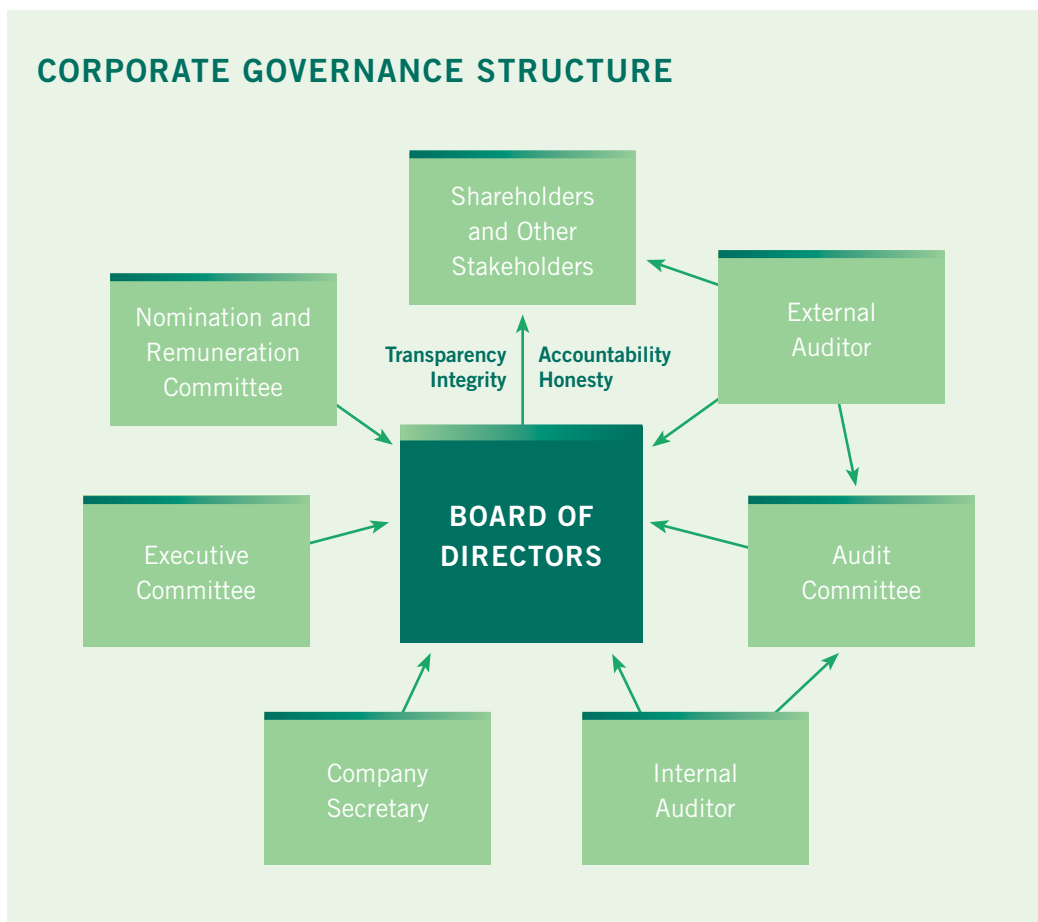 CORPORATE GOVERNANCE STRUCTURE
Shareholders
and Other
Stakeholders
Nomination and
Remuneration
Committee
External
Auditor
Transparency
Integrity
Accountability
Honesty
BOARD OF
DIRECTORS
Executive
Committee
Audit
Committee
Company
Secretary
Internal
Auditor